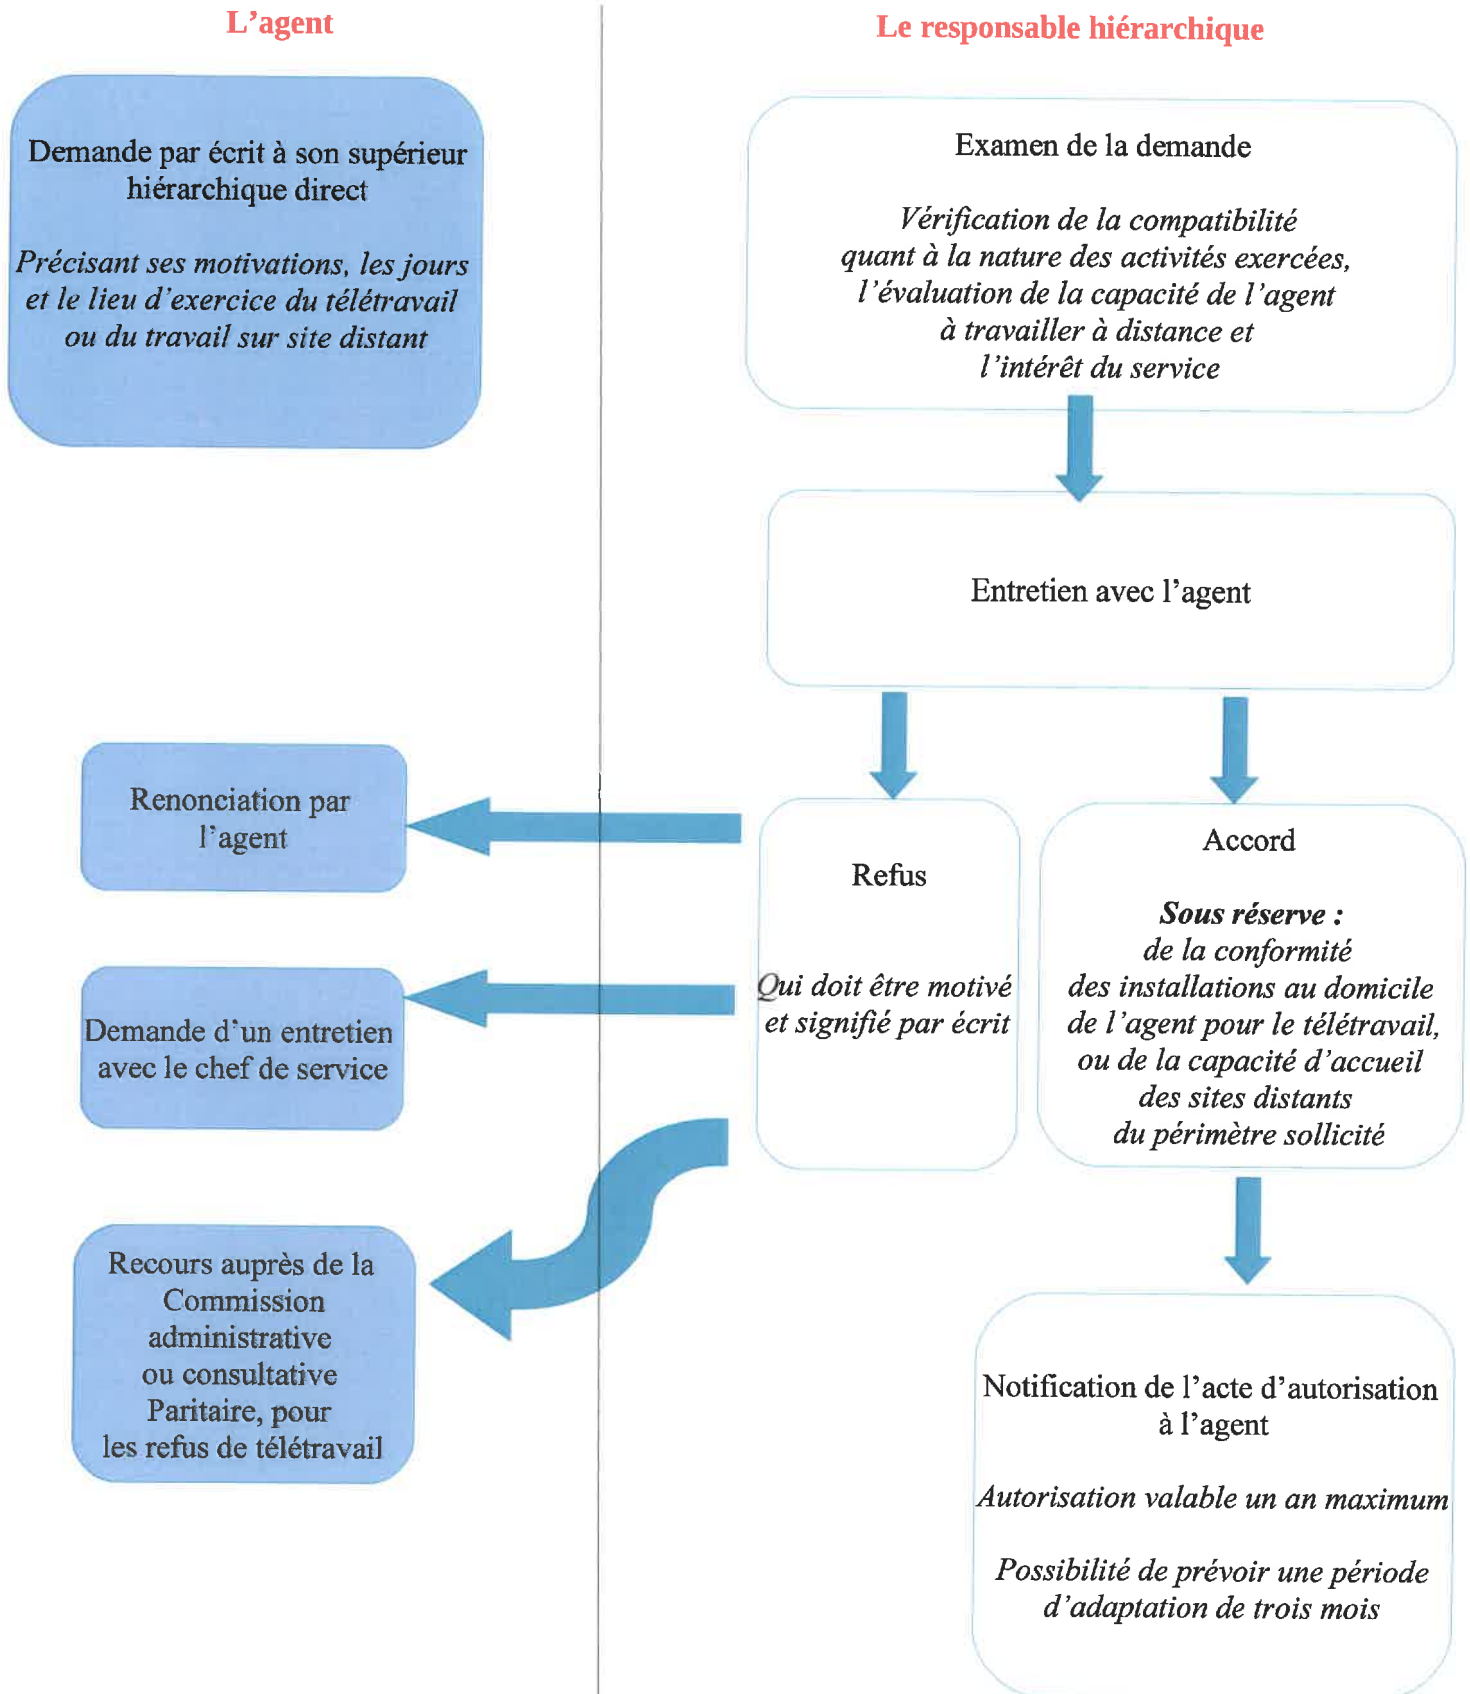 L'agent
Le responsable hiérarchique
Demande par écrit à son supérieur
hiérarchique direct
Précisant ses motivations, les jours
et le lieu d'exercice du télétravail
ou du travail sur site distant
Examen de la demande
Vérification de la compatibilité
quant à la nature des activités exercées,
l'évaluation de la capacité de l'agent
à travailler à distance et
l'intérêt du service
Entretien avec l'agent
Renonciation par
l'agent
Demande d'un entretien
avec le chef de service
Recours auprès de la
Commission
administrative
ou consultative
Paritaire, pour
les refus de télétravail
Refus
Qui doit être motivé
et signifié par écrit
Accord
Sous réserve :
de la conformité
des installations au domicile
de l'agent pour le télétravail,
ou de la capacité d'accueil
des sites distants
du périmètre sollicité
Notification de l'acte d'autorisation
à l'agent
Autorisation valable un an maximum
Possibilité de prévoir une période
d'adaptation de trois mois